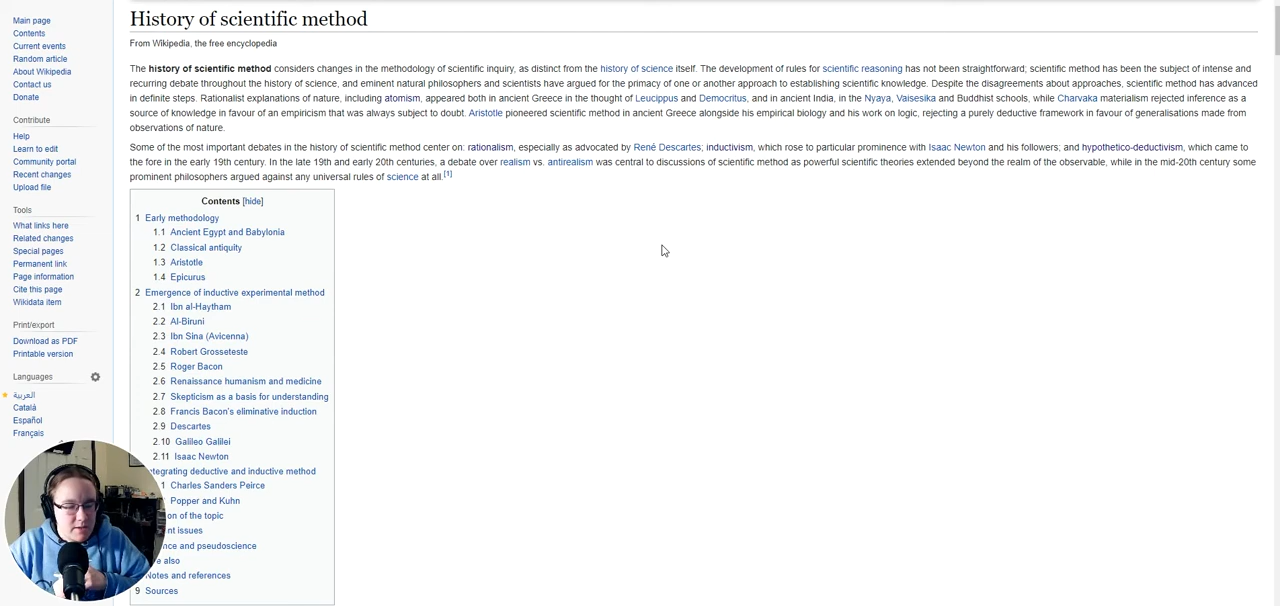 Main page
Contents
Current events
Random article
About Wikipedia
Contact us
Donate
Contribute
Help
Learn to edit
Community portal
Recent changes
Upload file
Tools
What links here
Related changes
Special pages
Permanent link
Page information
Cite this page
Wikidata item
Print/export
Download as PDF
Printable version
Languages
العربية
Català
Español
Français
History of scientific method
From Wikipedia, the free encyclopedia
The history of scientific method considers changes in the methodology of scientific inquiry, as distinct from the history of science itself. The development of rules for scientific reasoning has not been straightforward; scientific method has been the subject of intense and
recurring debate throughout the history of science, and eminent natural philosophers and scientists have argued for the primacy of one or another approach to establishing scientific knowledge. Despite the disagreements about approaches, scientific method has advanced
in definite steps. Rationalist explanations of nature, including atomism, appeared both in ancient Greece in the thought of Leucippus and Democritus, and in ancient India, in the Nyaya, Vaisesika and Buddhist schools, while Charvaka materialism rejected inference as a
source of knowledge in favour of an empiricism that was always subject to doubt. Aristotle pioneered scientific method in ancient Greece alongside his empirical biology and his work on logic, rejecting a purely deductive framework in favour of generalisations made from
observations of nature.
Some of the most important debates in the history of scientific method center on: rationalism, especially as advocated by René Descartes; inductivism, which rose to particular prominence with Isaac Newton and his followers; and hypothetico-deductivism, which came to
the fore in the early 19th century. In the late 19th and early 20th centuries, a debate over realism vs. antirealism was central to discussions of scientific method as powerful scientific theories extended beyond the realm of the observable, while in the mid-20th century some
prominent philosophers argued against any universal rules of science at all.[1]
Contents [hide]
1 Early methodology
1.1 Ancient Egypt and Babylonia
1.2 Classical antiquity
1.3 Aristotle
1.4 Epicurus
2 Emergence of inductive experimental method
2.1 Ibn al-Haytham
2.2 Al-Biruni
2.3 Ibn Sina (Avicenna)
2.4 Robert Grosseteste
2.5 Roger Bacon
2.6 Renaissance humanism and medicine
2.7 Skepticism as a basis for understanding
2.8 Francis Bacon's eliminative induction
2.9 Descartes
2.10 Galileo Galilei
2.11 Isaac Newton
ntegrating deductive and inductive method
1 Charles Sanders Peirce
Popper and Kuhn
on of the topic
nt issues
nce and pseudoscience
e also
Notes and references
9 Sources